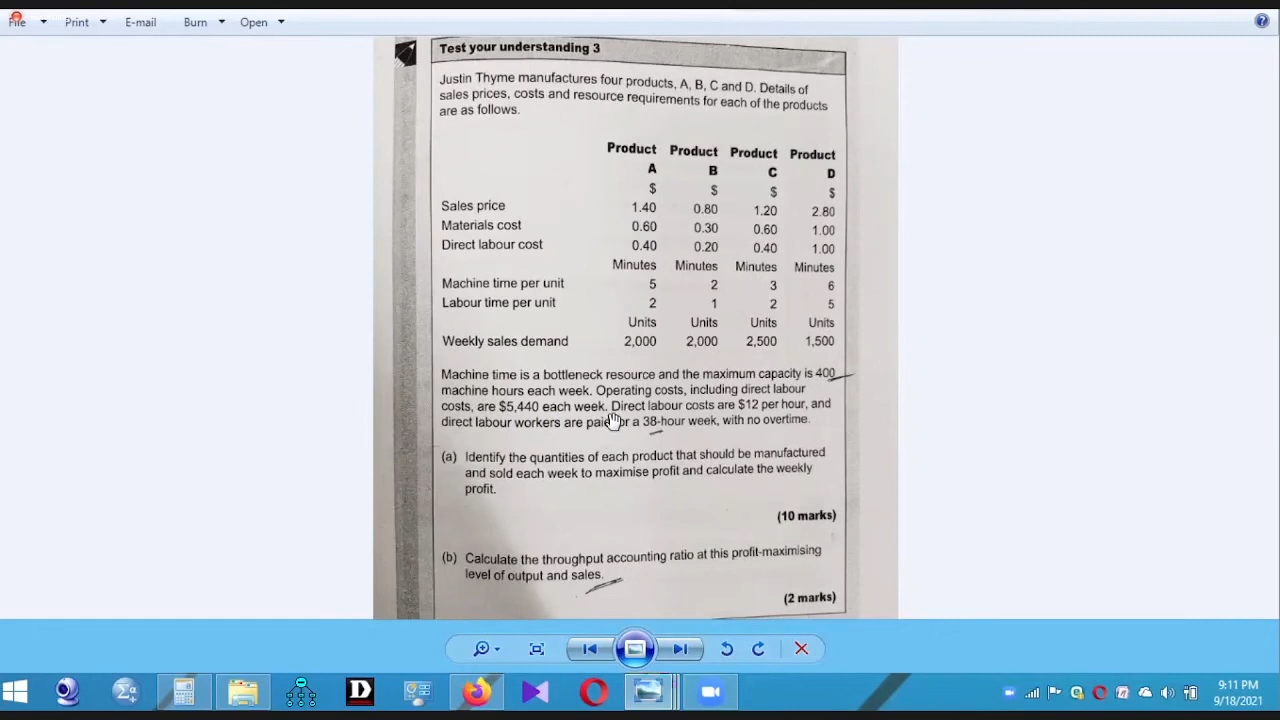 File Print E-mail Burn Open
Test your understanding 3
Justin Thyme manufactures four products, A, B, C and D. Details of
sales prices, costs and resource requirements for each of the products
are as follows.
Product Product Product Product
A B C D
$ $ $ $
Sales price 1.40 0.80 1.20 2.80
Materials cost 0.60 0.30 0.60 1.00
Direct labour cost 0.40 0.20 0.40 1.00
Minutes Minutes Minutes Minutes
Machine time per unit 5 2 3 6
Labour time per unit 2 1 2 5
Units Units Units Units
Weekly sales demand 2,000 2,000 2,500 1,500
Machine time is a bottleneck resource and the maximum capacity is 400
machine hours each week. Operating costs, including direct labour
costs, are $5,440 each week. Direct labour costs are $12 per hour, and
direct labour workers are for a 38-hour week, with no overtime.
(a) Identify the quantities of each product that should be manufactured
and sold each week to maximise profit and calculate the weekly
profit.
(10 marks)
(b) Calculate the throughput accounting ratio at this profit-maximising
level of output and sales.
(2 marks)
9:11 PM
9/18/2021